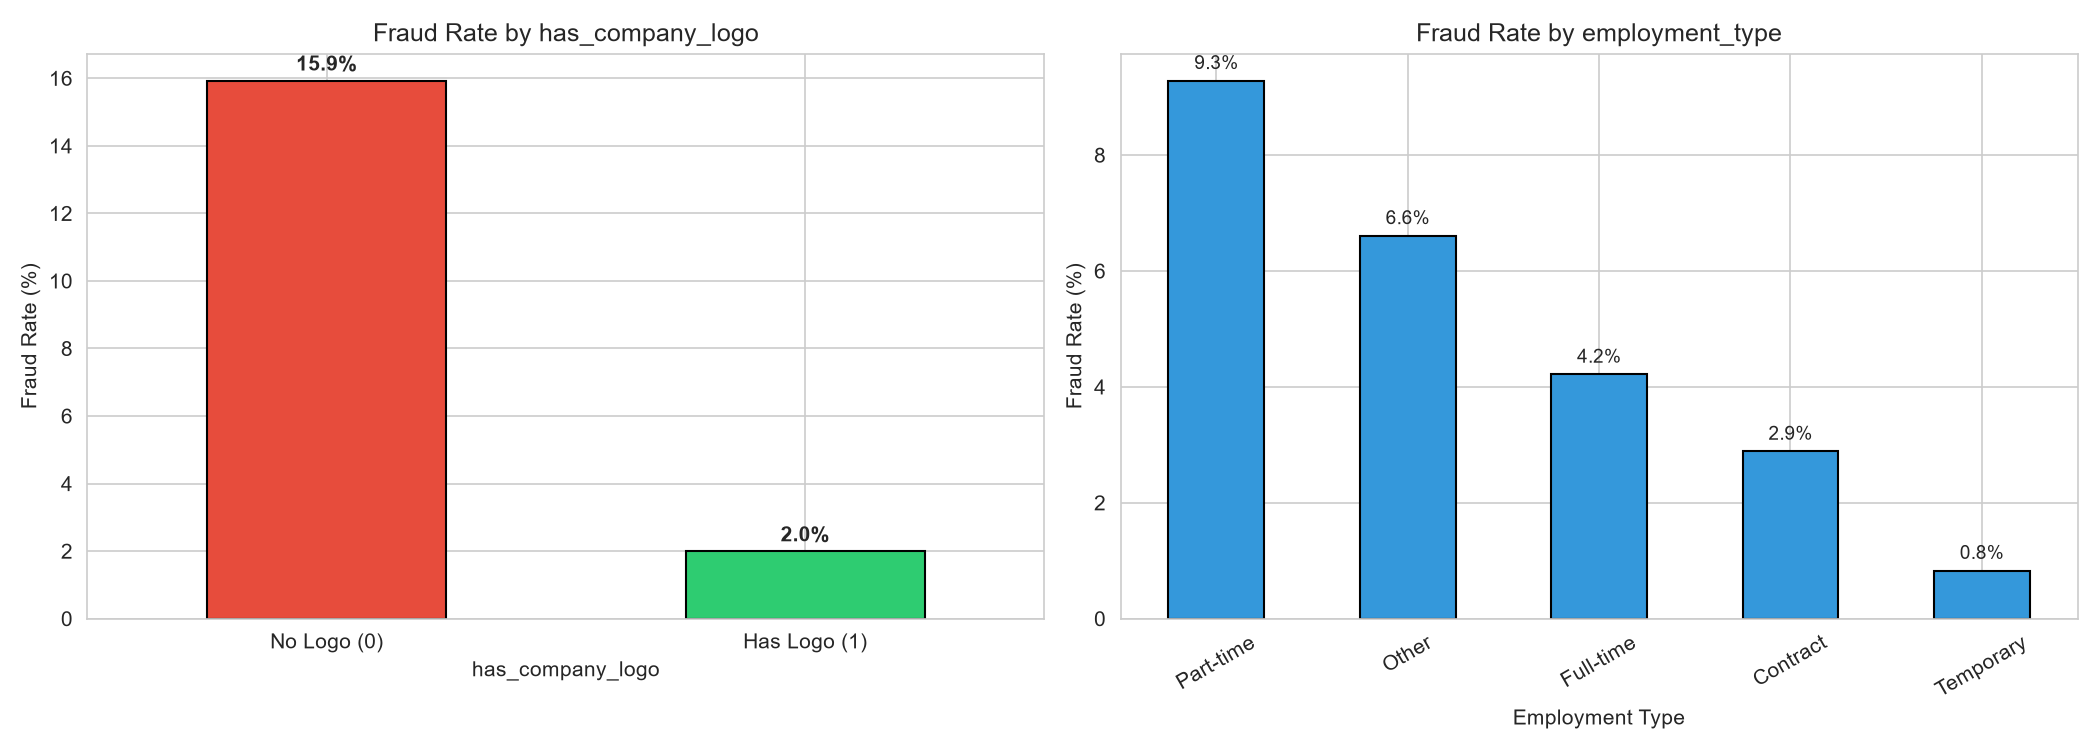 Fraud Rate by has_company_logo
Fraud Rate (%)
16
14
12
10
8
6
4
2
0
15.9%
2.0%
No Logo (0)
Has Logo (1)
has_company_logo
Fraud Rate by employment_type
Fraud Rate (%)
8
6
4
2
0
9.3%
6.6%
4.2%
2.9%
0.8%
Part-time
Other
Full-time
Contract
Temporary
Employment Type